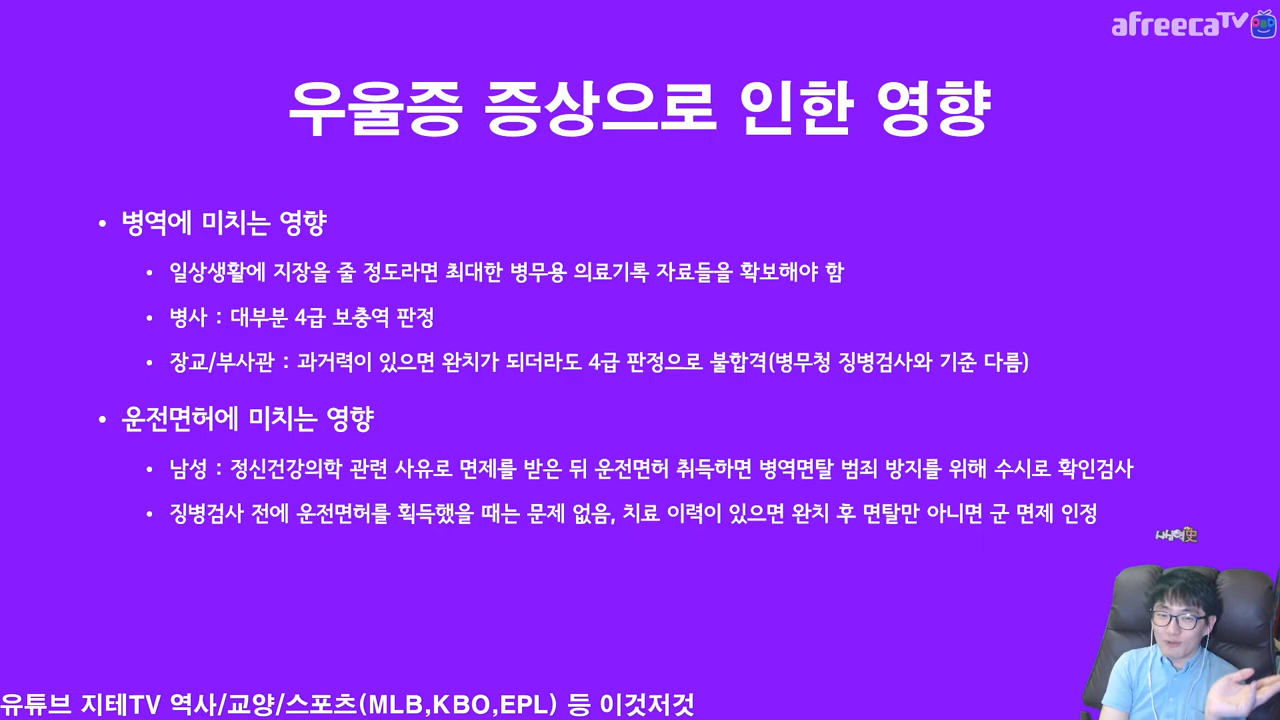 afreecaTV
우울증 증상으로 인한 영향
• 병역에 미치는 영향
• 일상생활에 지장을 줄 정도라면 최대한 병무용 의료기록 자료들을 확보해야 함
• 병사 : 대부분 4급 보충역 판정
• 장교/부사관 : 과거력이 있으면 완치가 되더라도 4급 판정으로 불합격(병무청 징병검사와 기준 다름)
• 운전면허에 미치는 영향
• 남성 : 정신건강의학 관련 사유로 면제를 받은 뒤 운전면허 취득하면 병역면탈 범죄 방지를 위해 수시로 확인검사
• 징병검사 전에 운전면허를 획득했을 때는 문제 없음, 치료 이력이 있으면 완치 후 면탈만 아니면 군 면제 인정
유튜브 지테TV 역사/교양/스포츠(MLB,KBO,EPL) 등 이것저것